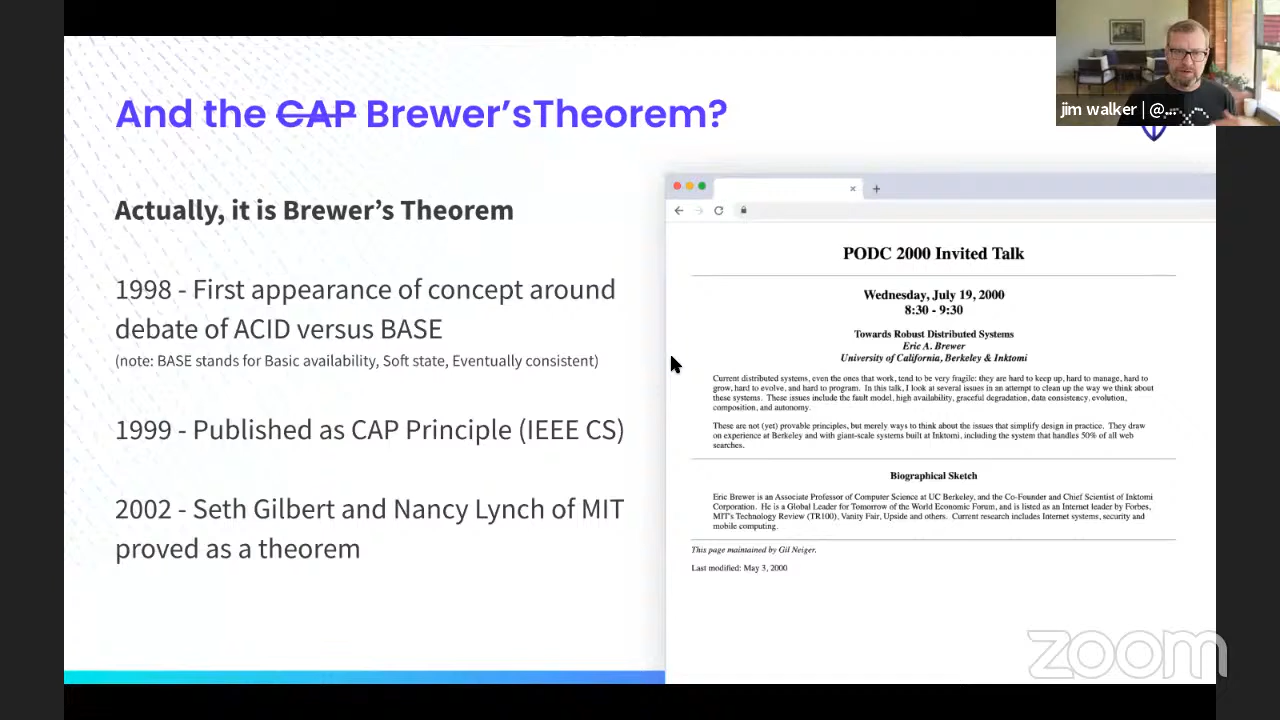 And the CAP Brewer'sTheorem?
jim walker | @...
Actually, it is Brewer's Theorem
1998 - First appearance of concept around
debate of ACID versus BASE
(note: BASE stands for Basic availability, Soft state, Eventually consistent)
1999 - Published as CAP Principle (IEEE CS)
2002 - Seth Gilbert and Nancy Lynch of MIT
proved as a theorem
PODC 2000 Invited Talk
Wednesday, July 19, 2000
8:30 - 9:30
Towards Robust Distributed Systems
Eric A. Brewer
University of California, Berkeley & Inktomi
Current distributed systems, even the ones that work, tend to be very fragile: they are hard to keep up, hard to manage, hard to
grow, hard to evolve, and hard to program. In this talk, I look at several issues in an attempt to clean up the way we think about
these systems. These issues include the fault model, high availability, graceful degradation, data consistency, evolution,
composition, and autonomy.
These are not (yet) provable principles, but merely ways to think about the issues that simplify design in practice. They draw
on experience at Berkeley and with giant-scale systems built at Inktomi, including the system that handles 50% of all web
searches.
Biographical Sketch
Eric Brewer is an Associate Professor of Computer Science at UC Berkeley, and the Co-Founder and Chief Scientist of Inktomi
Corporation. He is a Global Leader for Tomorrow of the World Economic Forum, and is listed as an Internet leader by Forbes,
MIT's Technology Review (TR100), Vanity Fair, Upside and others. Current research includes Internet systems, security and
mobile computing.
This page maintained by Gil Neiger.
Last modified: May 3, 2000
zoom